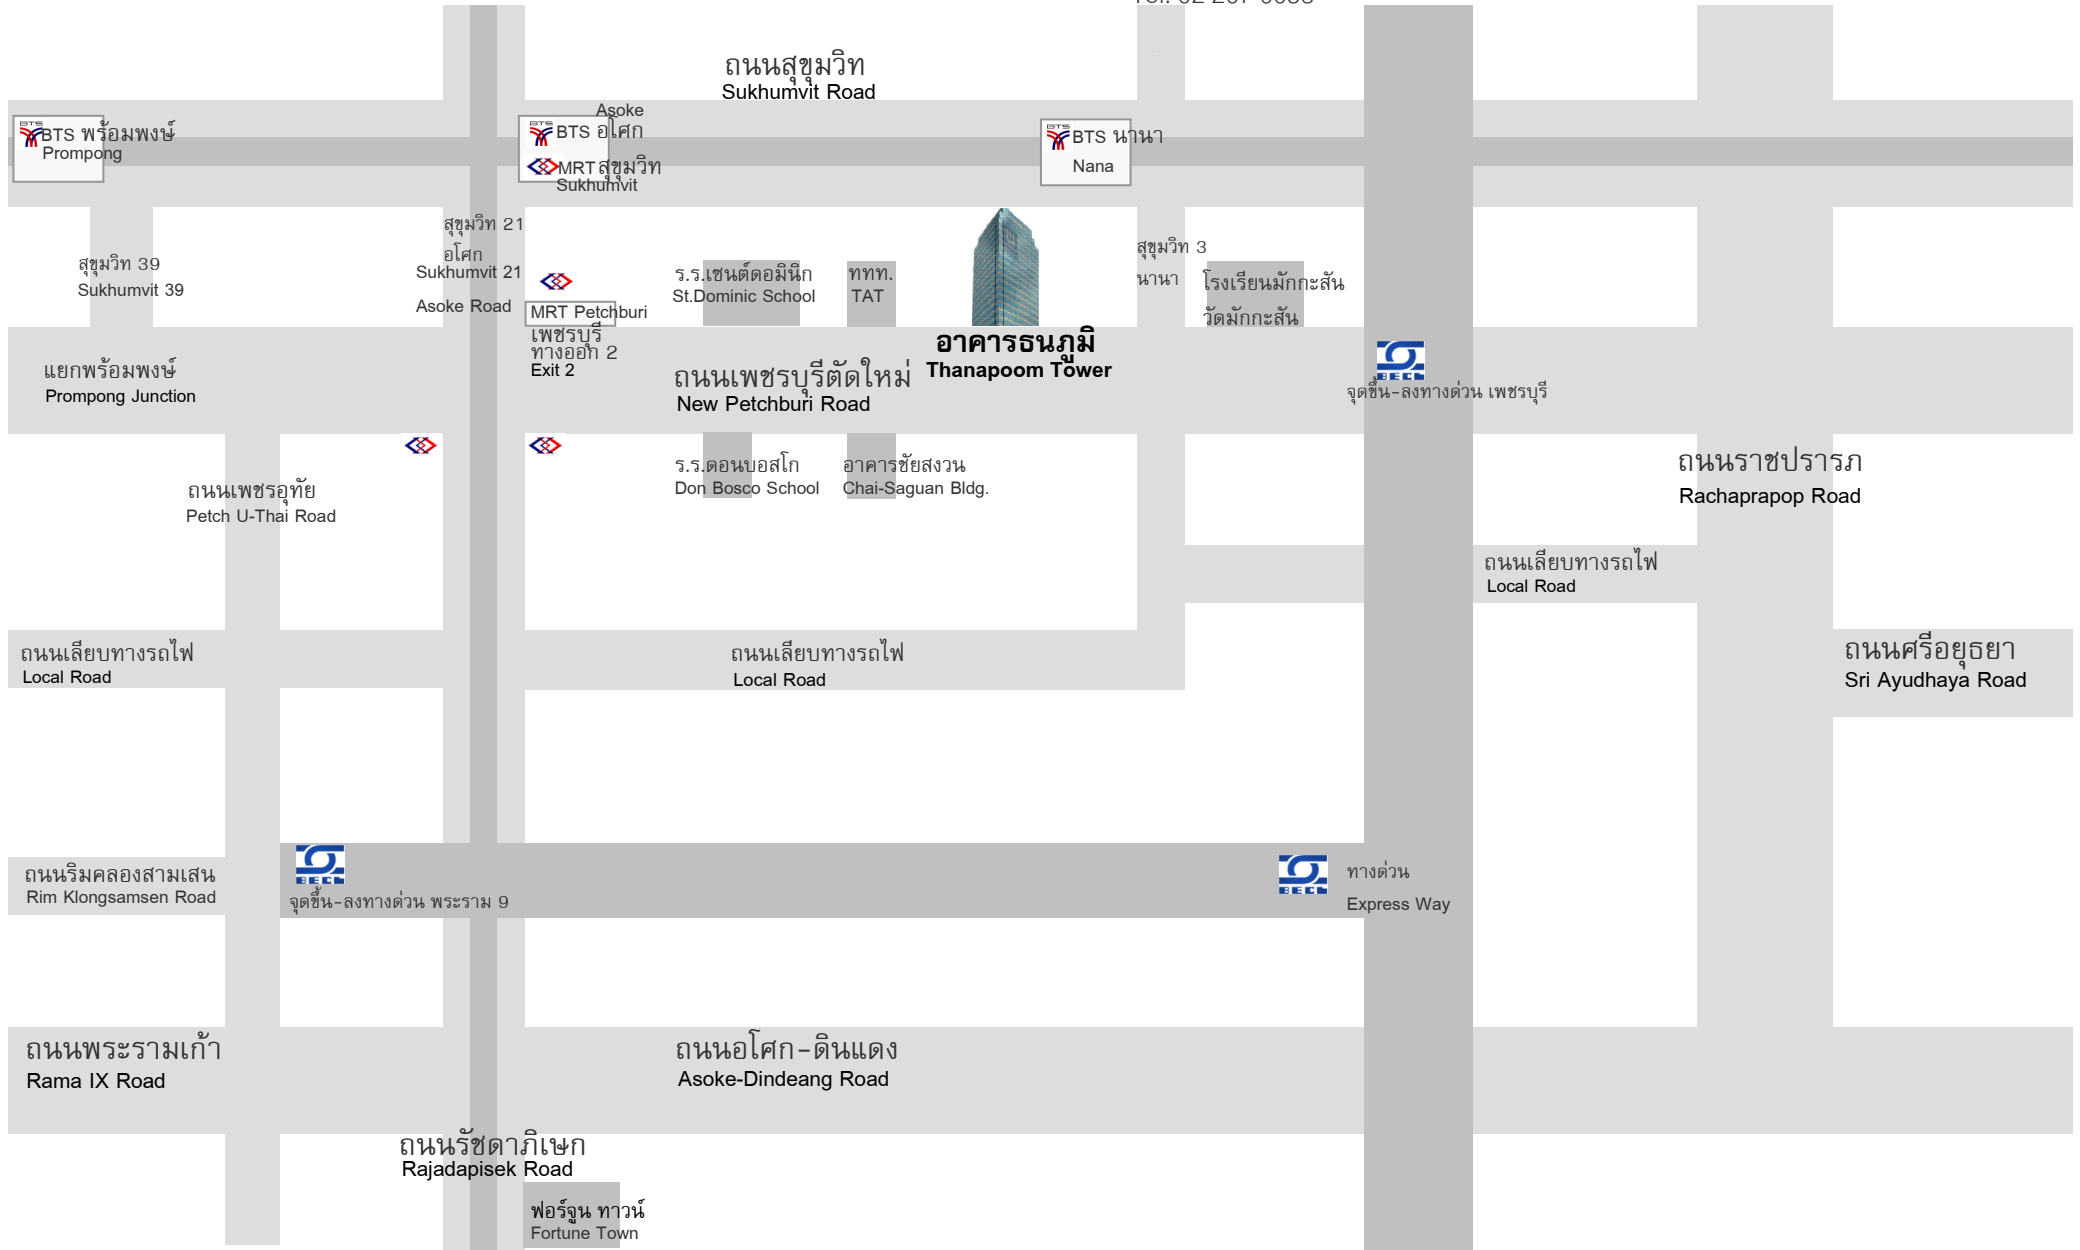 ถนนสุขุมวิท
Sukhumvit Road
BTS
BTS พร้อมพงษ์
Prompong
Asoke
BTS
BTS อโศก
MRT สุขุมวิท
Sukhumvit
BTS นานา
BTS
Nana
สุขุมวิท 39
Sukhumvit 39
สุขุมวิท 21
อโศก
Sukhumvit 21
Asoke Road
MRT Petchburi
เพชรบุรี
ทางออก 2
Exit 2
ร.ร.เซนต์ดอมินิก
St.Dominic School
ททท.
TAT
อาคารธนภูมิ
Thanapoom Tower
สุขุมวิท 3
นานา
โรงเรียนมักกะสัน
วัดมักกะสัน
แยกพร้อมพงษ์
Prompong Junction
ถนนเพชรบุรีตัดใหม่
New Petchburi Road
BECL
จุดขึ้น-ลงทางด่วน เพชรบุรี
ถนนเพชรอุทัย
Petch U-Thai Road
ร.ร.ดอนบอสโก
Don Bosco School
อาคารชัยสงวน
Chai-Saguan Bldg.
ถนนราชปรารภ
Rachaprapop Road
ถนนเลียบทางรถไฟ
Local Road
ถนนเลียบทางรถไฟ
Local Road
ถนนเลียบทางรถไฟ
Local Road
ถนนศรีอยุธยา
Sri Ayudhaya Road
ถนนริมคลองสามเสน
Rim Klongsamsen Road
BECL
จุดขึ้น-ลงทางด่วน พระราม 9
BECL
ทางด่วน
Express Way
ถนนพระรามเก้า
Rama IX Road
ถนนอโศก-ดินแดง
Asoke-Dindeang Road
ถนนรัชดาภิเษก
Rajadapisek Road
ฟอร์จูน ทาวน์
Fortune Town